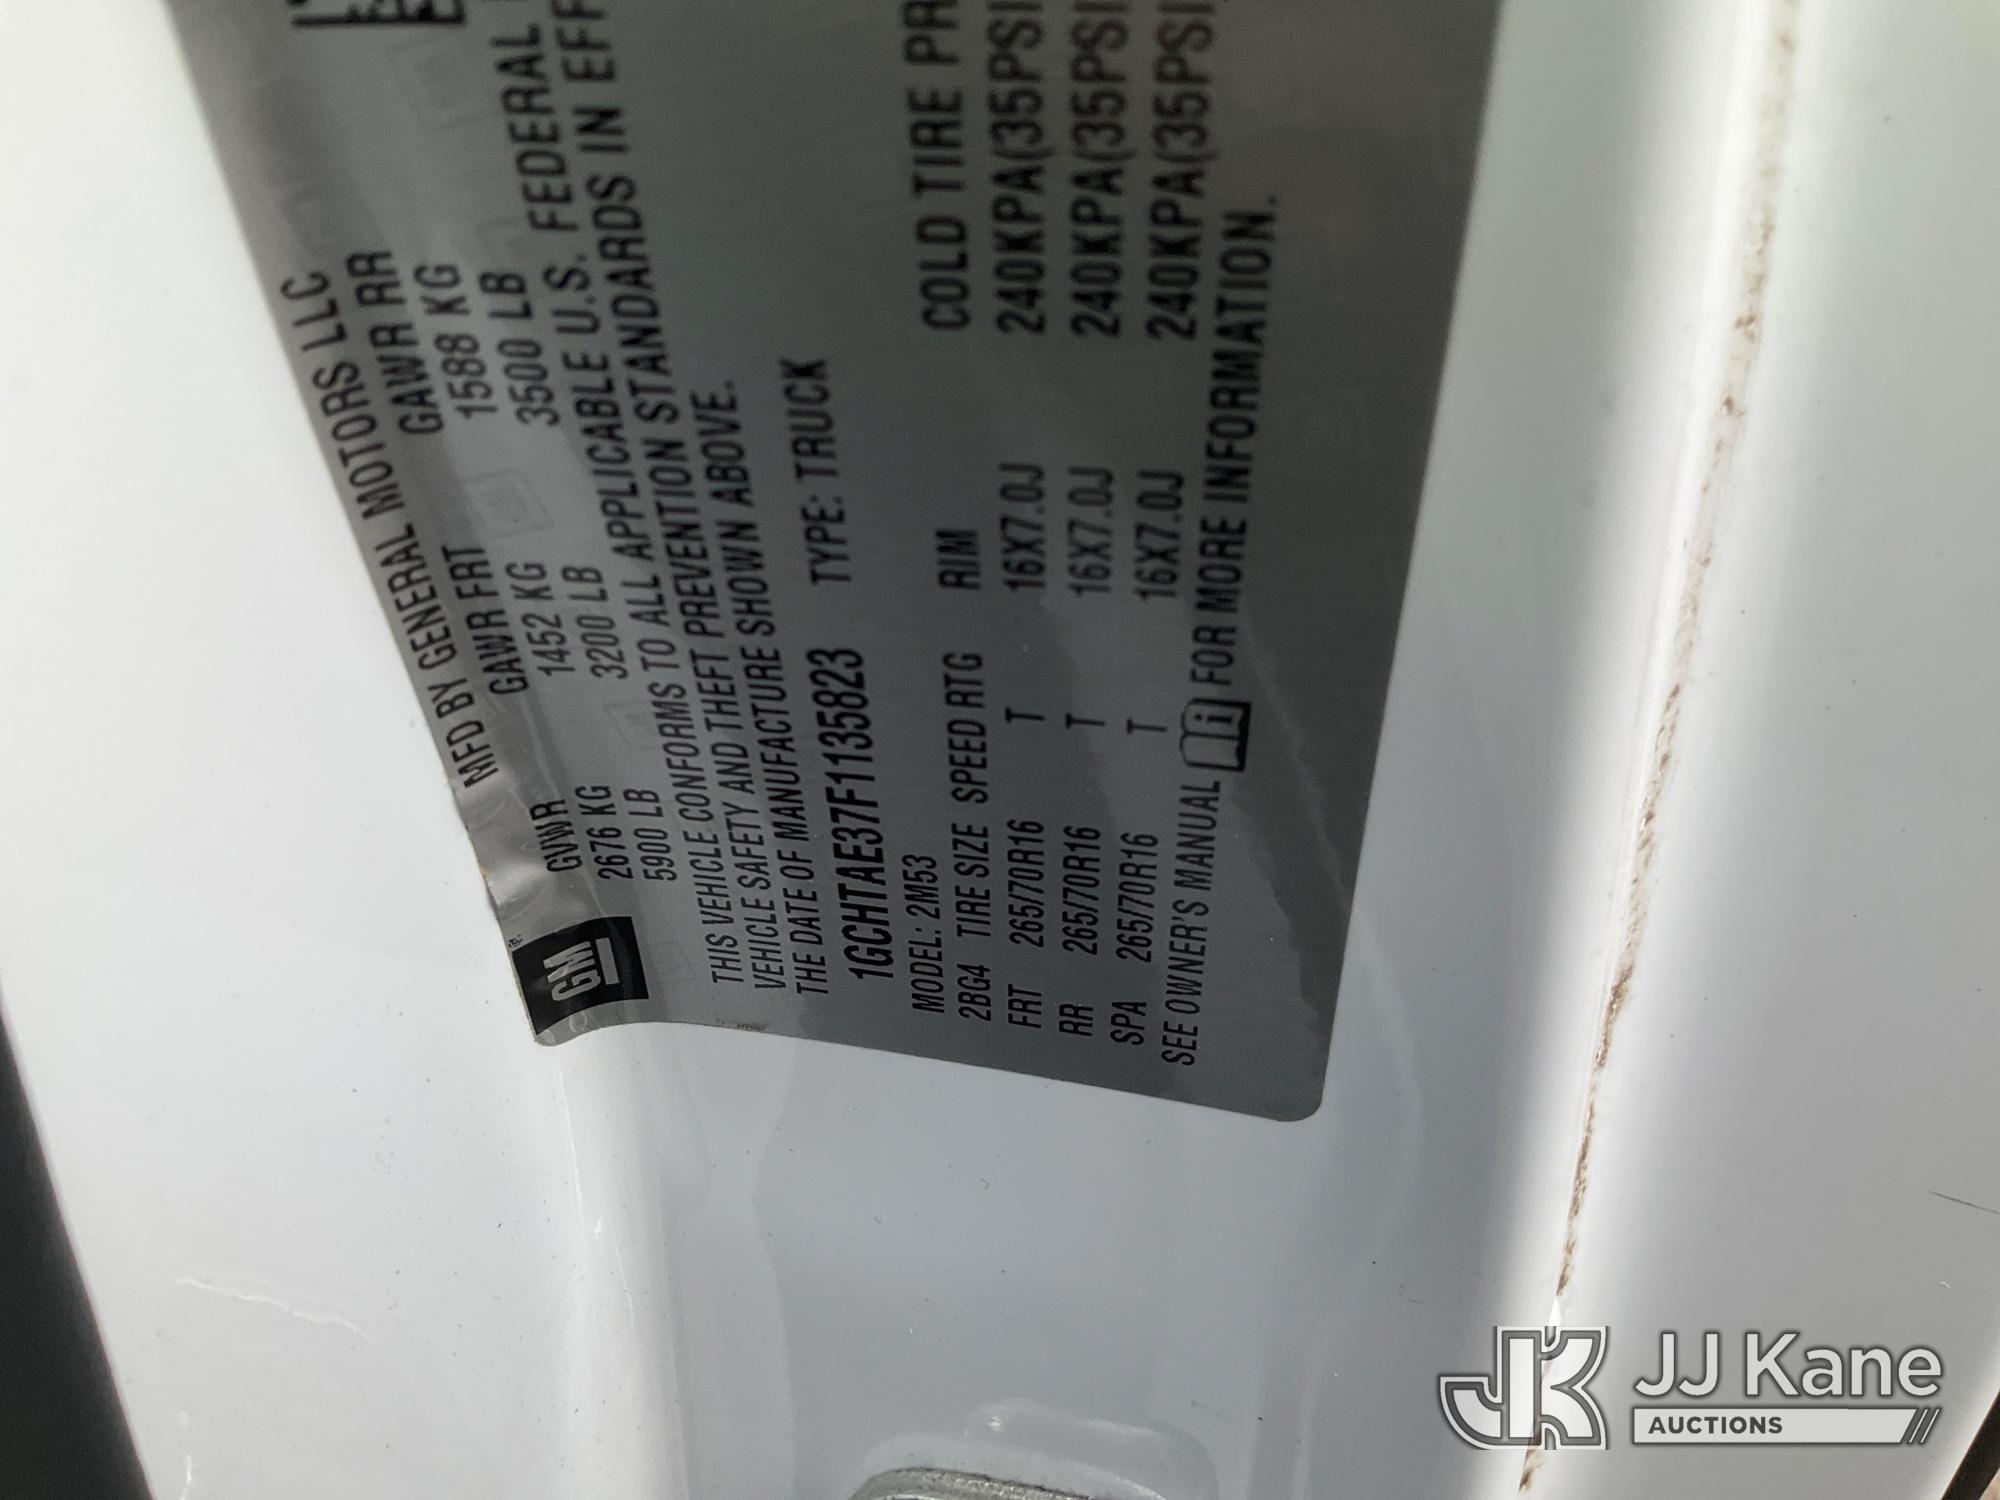 MFD BY GENERAL MOTORS LLC
GVWR GAWR FRT GAWR RR
2676 KG 1452 KG 1588 KG
5900 LB 3200 LB 3500 LB
THIS VEHICLE CONFORMS TO ALL APPLICABLE U.S. FEDERAL
VEHICLE SAFETY AND THEFT PREVENTION STANDARDS IN EFF
THE DATE OF MANUFACTURE SHOWN ABOVE.
1GCHTAE37F1135823 TYPE: TRUCK
MODEL: 2M53
2BG4 TIRE SIZE SPEED RTG RIM COLD TIRE PR
FRT 265/70R16 T 16X7.0J 240KPA(35PSI
RR 265/70R16 T 16X7.0J 240KPA(35PSI
SPA 265/70R16 T 16X7.0J 240KPA(35PSI
SEE OWNER'S MANUAL i FOR MORE INFORMATION.
GM
JK JJ Kane
AUCTIONS